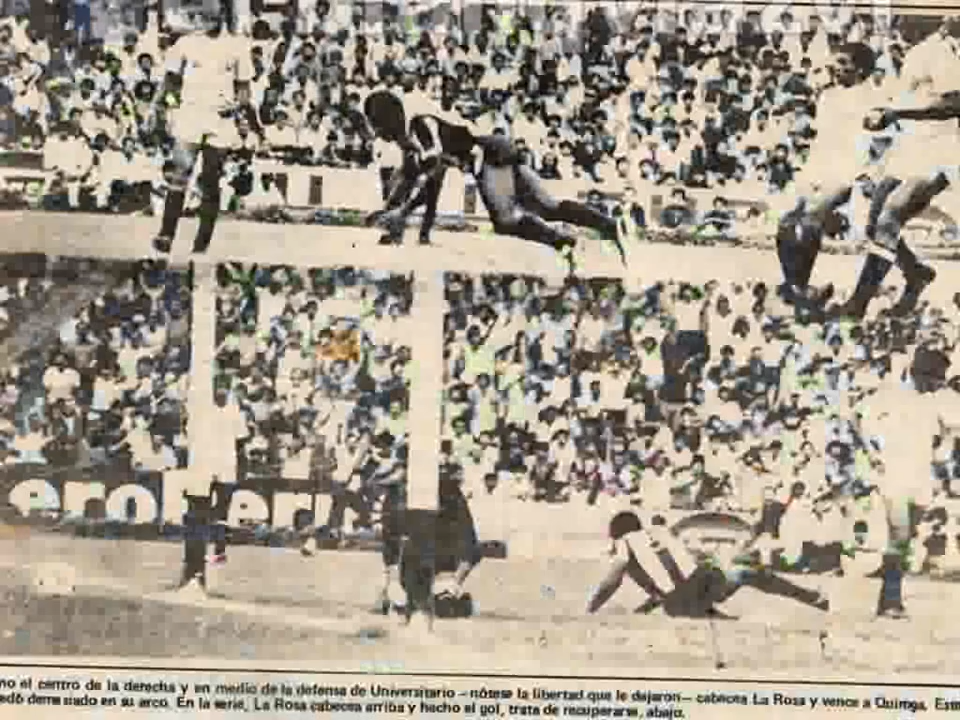 eroPerú
no el centro de la derecha y en medio de la defensa de Universitario – nótese la libertad que le dejaron – cabecea La Rosa y vence a Quiroga. Este
edó demasiado en su arco. En la serie, La Rosa cabecea arriba y hecho el gol, trata de recuperarse, abajo.